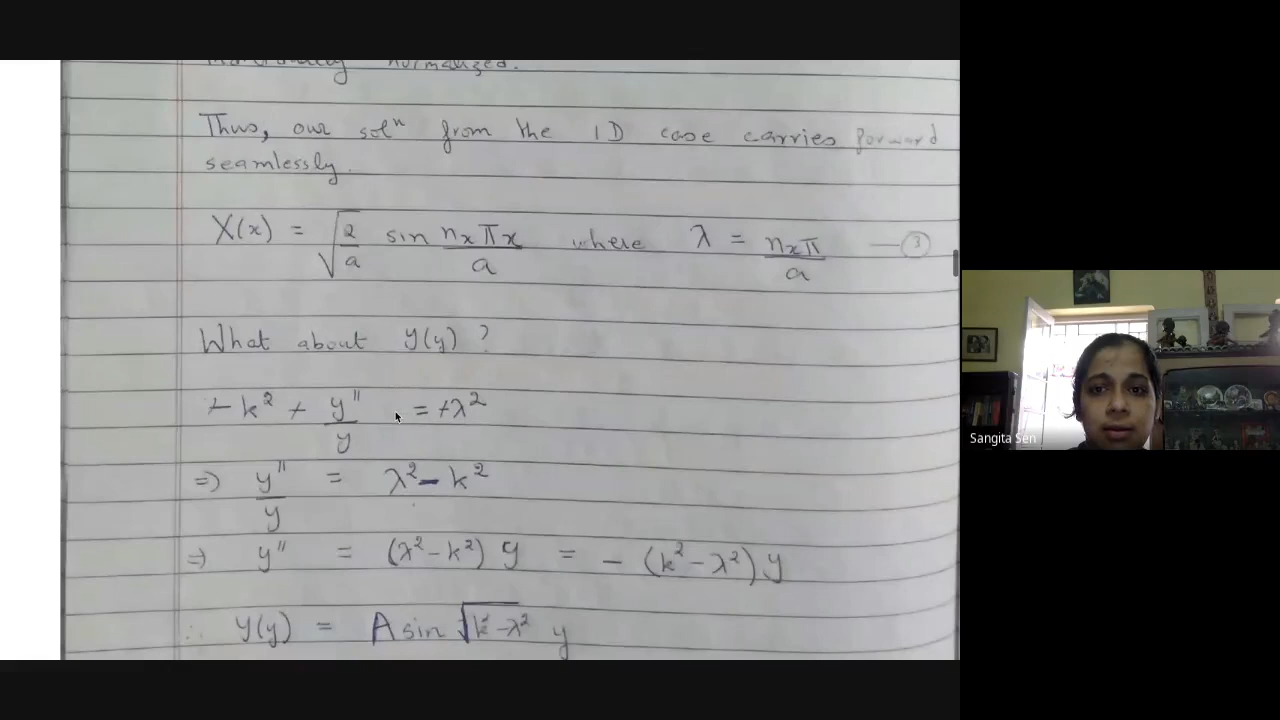 normalized.
Thus, our solⁿ from the 1D case carries forward
seamlessly.
X(x) = √(2/a) sin nₓπx/a where λ = nₓπ/a — ③
What about Y(y) ?
+ k² + y''/y = +λ²
⇒ y''/y = λ² - k²
⇒ y'' = (λ² - k²) y = - (k² - λ²) y
∴ Y(y) = A sin √(k² - λ²) y
Sangita Sen